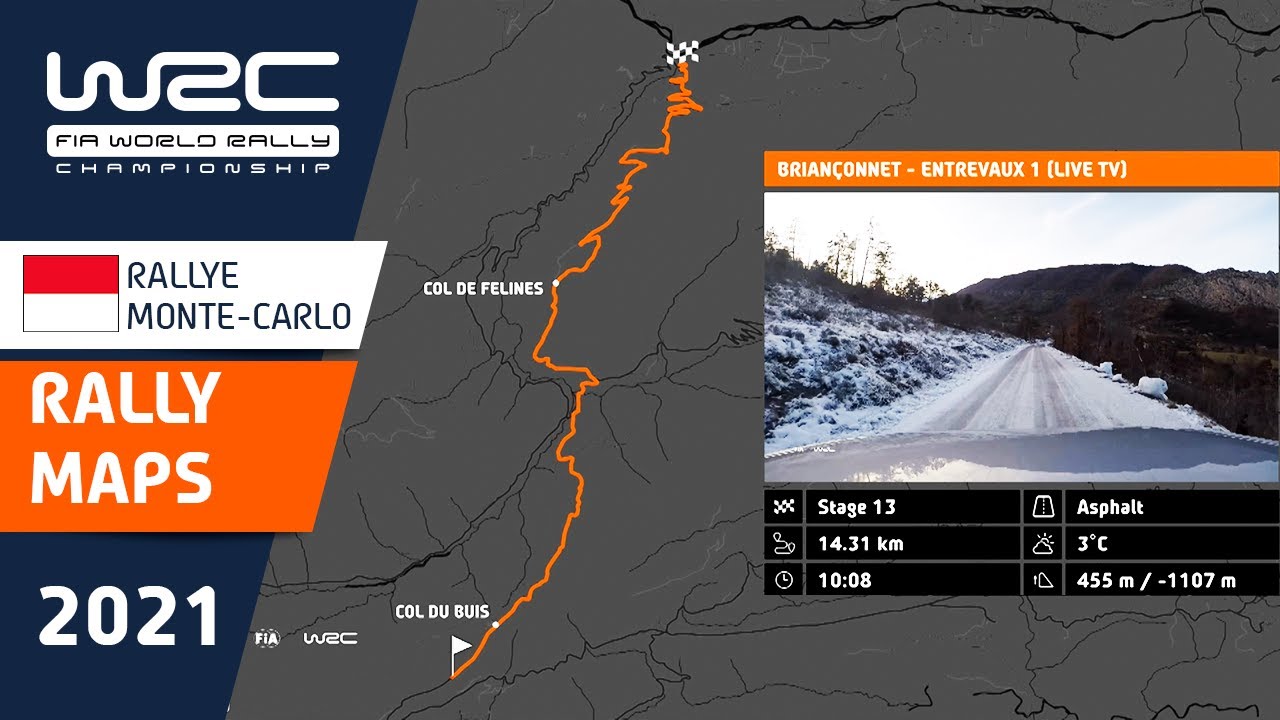 WRC
FIA WORLD RALLY
CHAMPIONSHIP
RALLYE
MONTE-CARLO
RALLY
MAPS
2021
COL DE FELINES
COL DU BUIS
FIA WRC
BRIANÇONNET - ENTREVAUX 1 (LIVE TV)
WRC
Stage 13
Asphalt
14.31 km
3°C
10:08
455 m / -1107 m